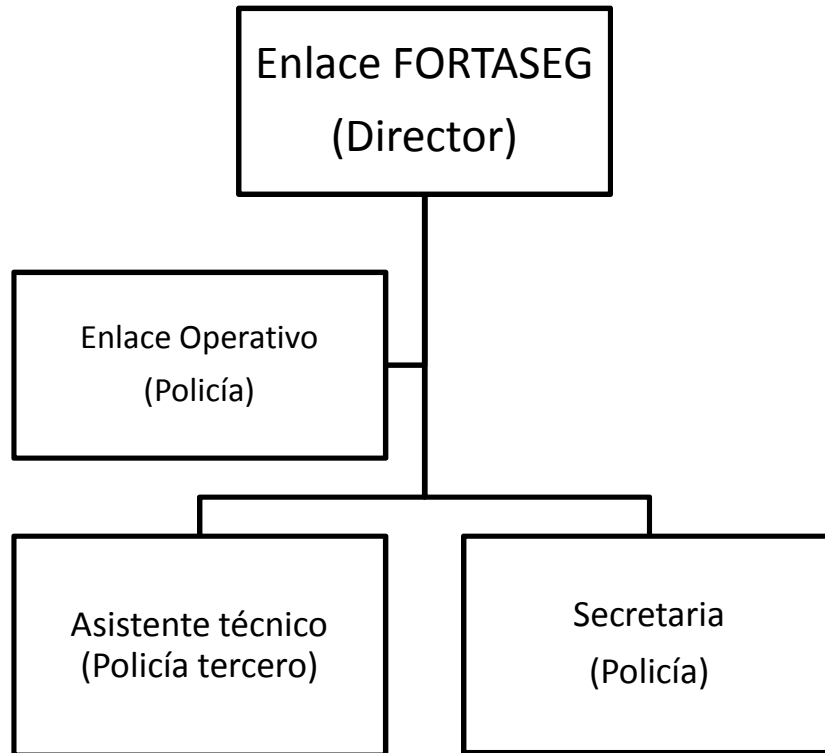 Enlace FORTASEG
(Director)
Enlace Operativo
(Policía)
Asistente técnico
(Policía tercero)
Secretaria
(Policía)